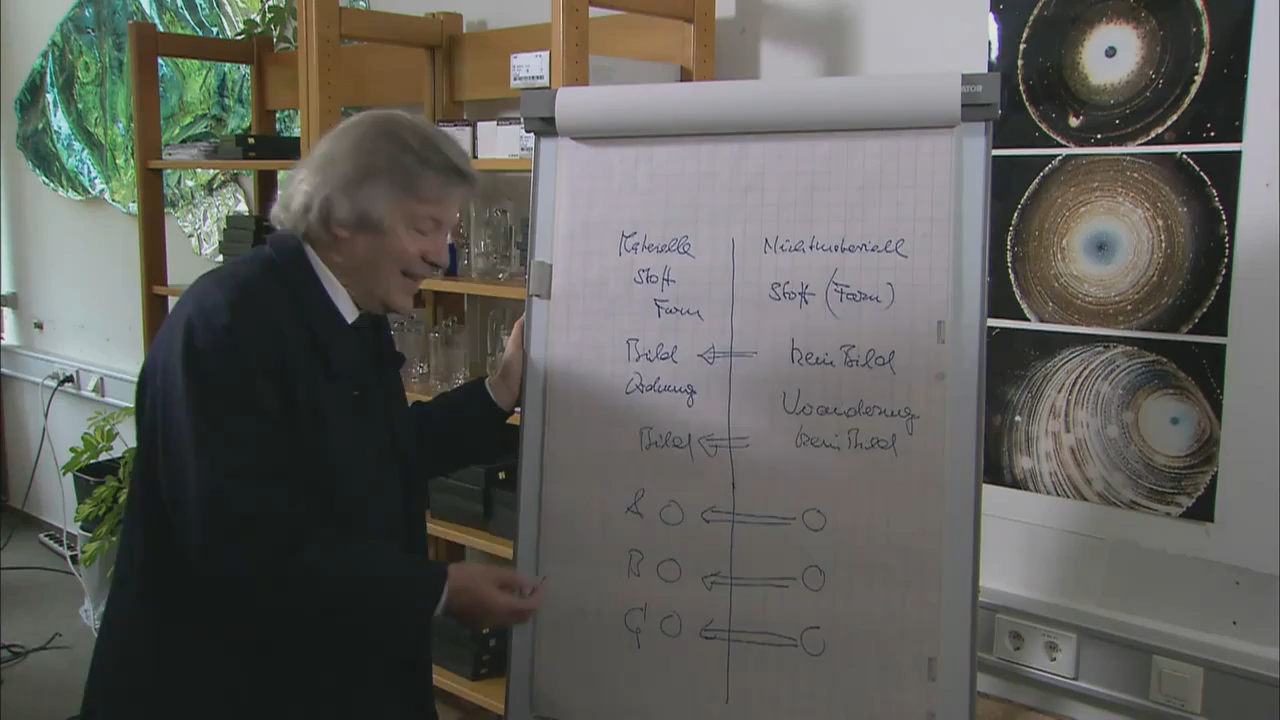 Materielle
Nichtmateriell
Stoff
Stoff (Form)
Form
Bild
kein Bild
Ordnung
Veränderung
Bild
kein Bild
A
B
C